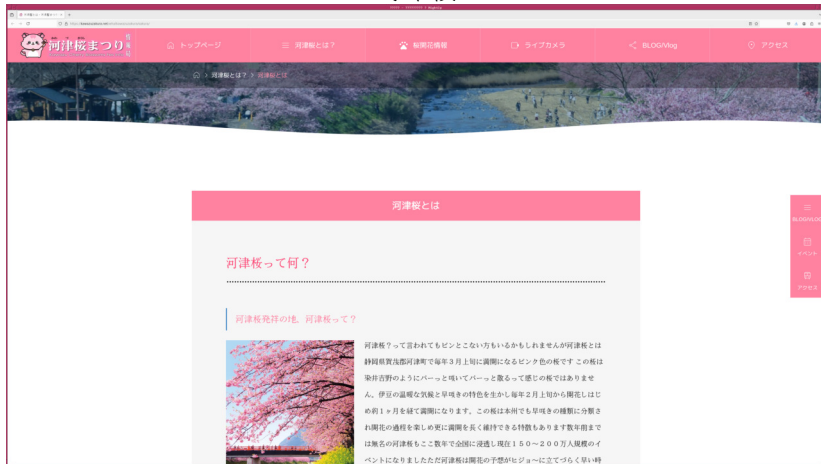 河津桜まつり情報局
トップページ
河津桜とは？
桜開花情報
ライブカメラ
BLOG/Vlog
アクセス
河津桜とは？ > 河津桜とは
河津桜とは
BLOG/VLOG
イベント
アクセス
河津桜って何？
河津桜発祥の地、河津桜って？
河津桜？って言われてもピンとこない方もいるかもしれませんが河津桜とは
静岡県賀茂郡河津町で毎年３月上旬に満開になるピンク色の桜です この桜は
染井吉野のようにパーっと咲いてパーっと散るって感じの桜ではありませ
ん、伊豆の温暖な気候と早咲きの特色を生かし毎年２月上旬から開花しはじ
め約１ヶ月を経て満開になります。この桜は本州でも早咲きの種類に分類さ
れ開花の過程を楽しめ更に満開を長く維持できる特徴もあります数年前まで
は無名の河津桜もここ数年で全国に浸透し現在１５０～２００万人規模のイ
ベントになりましたただ河津桜は開花の予想がヒジョ～に立てづらく早い時